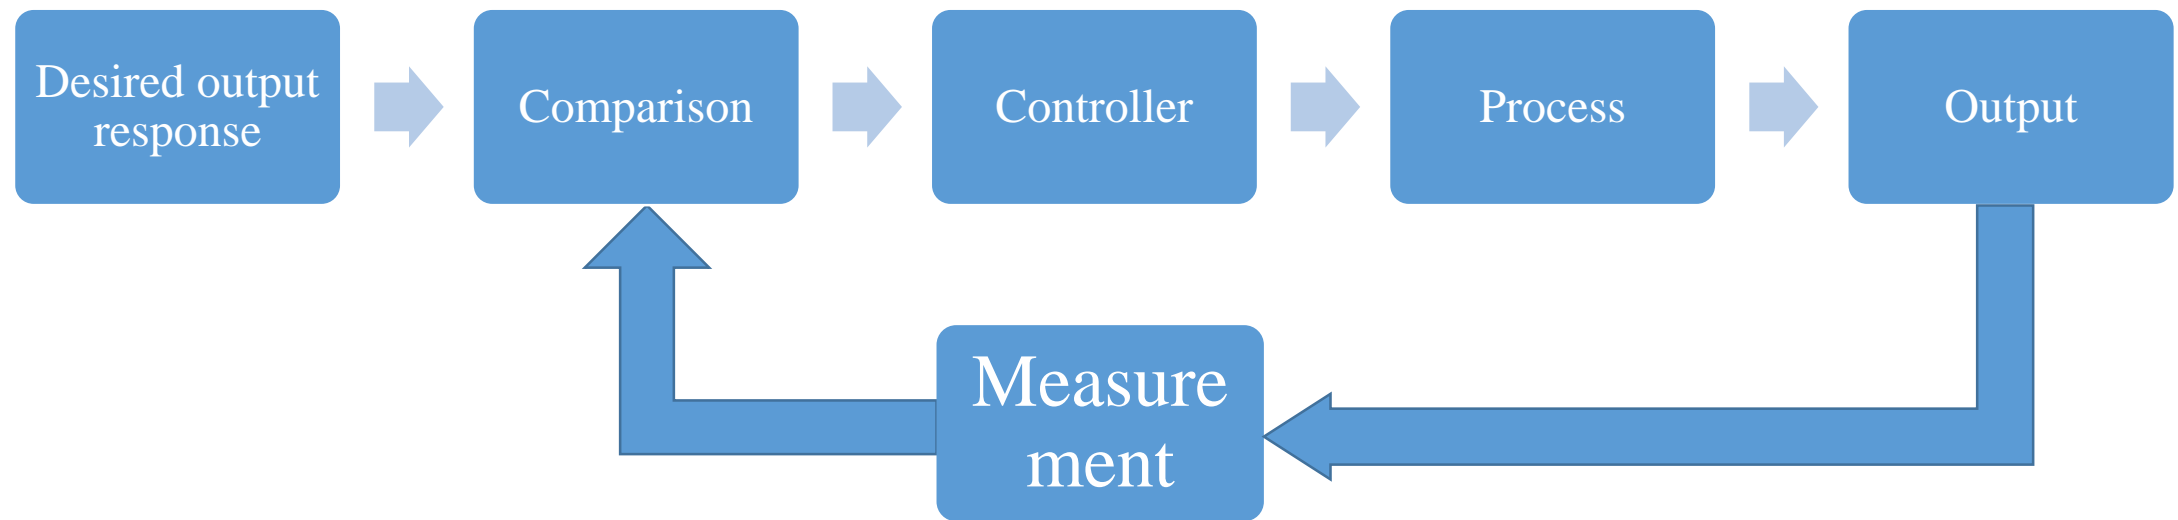 Desired output
response
Comparison
Controller
Process
Output
Measure
ment